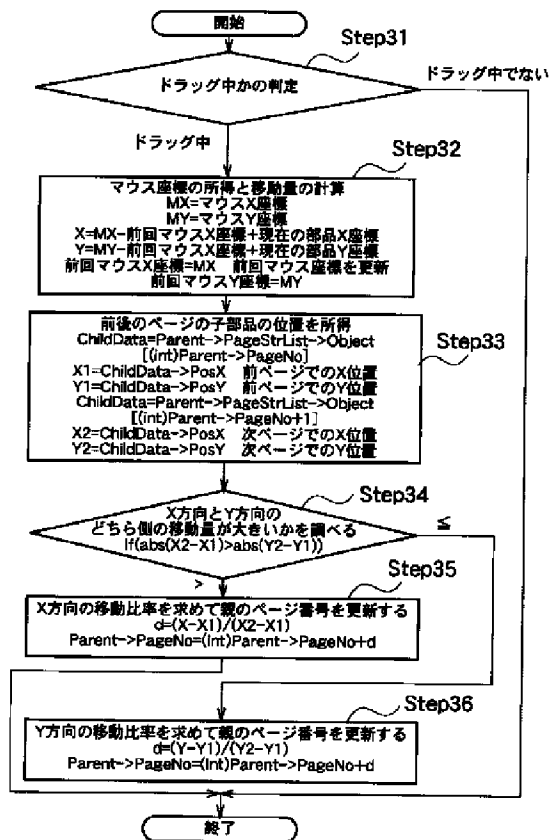 開始
Step31
ドラッグ中かの判定
ドラッグ中でない
ドラッグ中
Step32
マウス座標の所得と移動量の計算
MX=マウスX座標
MY=マウスY座標
X=MX-前回マウスX座標+現在の部品X座標
Y=MY-前回マウスX座標+現在の部品Y座標
前回マウスX座標=MX 前回マウス座標を更新
前回マウスY座標=MY
Step33
前後のページの子部品の位置を所得
ChildData=Parent->PageStrList->Object
[(int)Parent->PageNo]
X1=ChildData->PosX 前ページでのX位置
Y1=ChildData->PosY 前ページでのY位置
ChildData=Parent->PageStrList->Object
[(int)Parent->PageNo+1]
X2=ChildData->PosX 次ページでのX位置
Y2=ChildData->PosY 次ページでのY位置
Step34
X方向とY方向の
どちら側の移動量が大きいかを調べる
If(abs(X2-X1)>abs(Y2-Y1))
≦
>
Step35
X方向の移動比率を求めて親のページ番号を更新する
d=(X-X1)/(X2-X1)
Parent->PageNo=(Int)Parent->PageNo+d
Step36
Y方向の移動比率を求めて親のページ番号を更新する
d=(Y-Y1)/(Y2-Y1)
Parent->PageNo=(Int)Parent->PageNo+d
終了